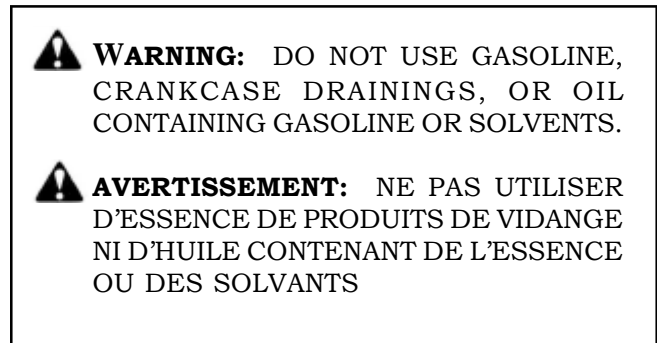 WARNING: DO NOT USE GASOLINE,
CRANKCASE DRAININGS, OR OIL
CONTAINING GASOLINE OR SOLVENTS.
AVERTISSEMENT: NE PAS UTILISER
D'ESSENCE DE PRODUITS DE VIDANGE
NI D'HUILE CONTENANT DE L'ESSENCE
OU DES SOLVANTS